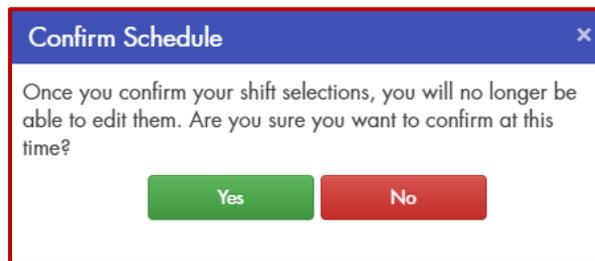 Confirm Schedule ×
Once you confirm your shift selections, you will no longer be
able to edit them. Are you sure you want to confirm at this
time?
Yes No